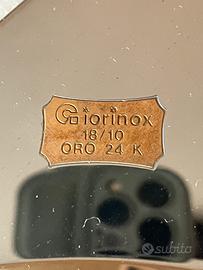 Giorinox
18/10
ORO 24 K
subito